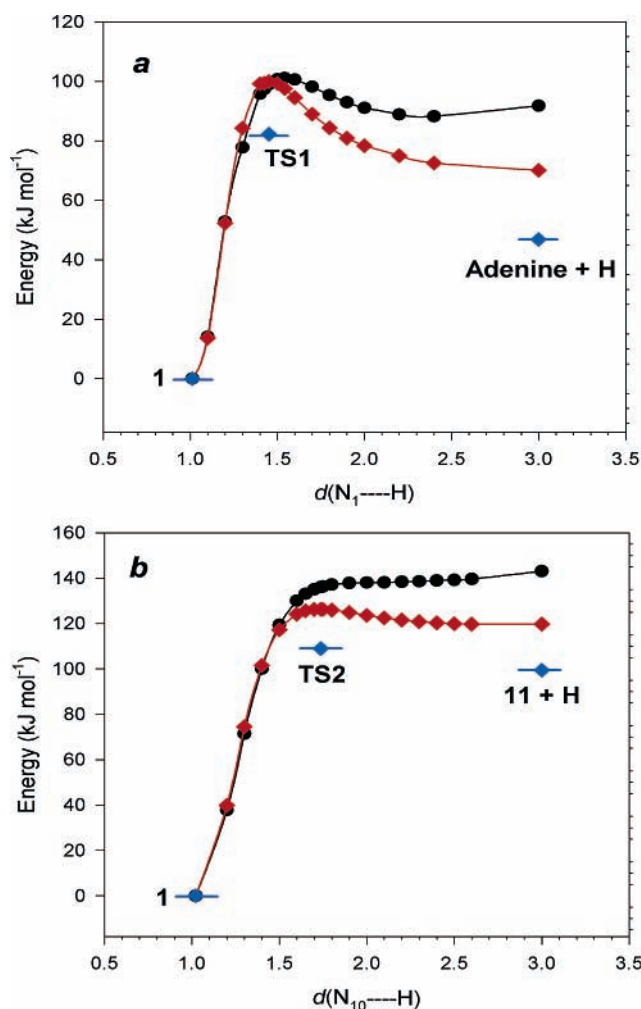 120
100
80
60
40
20
0
Energy (kJ mol⁻¹)
a
TS1
Adenine + H
1
0.5 1.0 1.5 2.0 2.5 3.0 3.5
d(N₁----H)
160
140
120
100
80
60
40
20
0
Energy (kJ mol⁻¹)
b
TS2
11 + H
1
0.5 1.0 1.5 2.0 2.5 3.0 3.5
d(N₁₀----H)